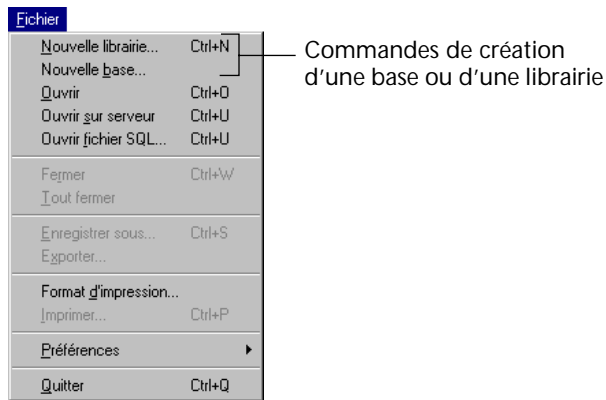 Fichier
Nouvelle librairie... Ctrl+N
Nouvelle base...
Ouvrir Ctrl+O
Ouvrir sur serveur Ctrl+U
Ouvrir fichier SQL... Ctrl+U
Fermer Ctrl+W
Tout fermer
Enregistrer sous... Ctrl+S
Exporter...
Format d'impression...
Imprimer... Ctrl+P
Préférences
Quitter Ctrl+Q
Commandes de création
d'une base ou d'une librairie